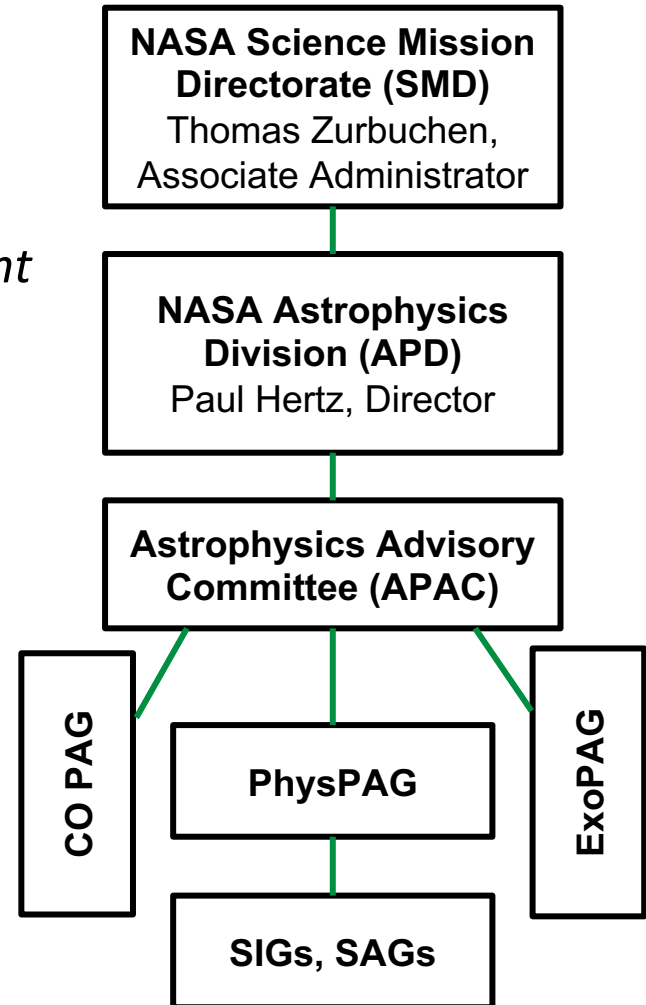 NASA Science Mission
Directorate (SMD)
Thomas Zurbuchen,
Associate Administrator
NASA Astrophysics
Division (APD)
Paul Hertz, Director
Astrophysics Advisory
Committee (APAC)
CO PAG
PhysPAG
ExoPAG
SIGs, SAGs